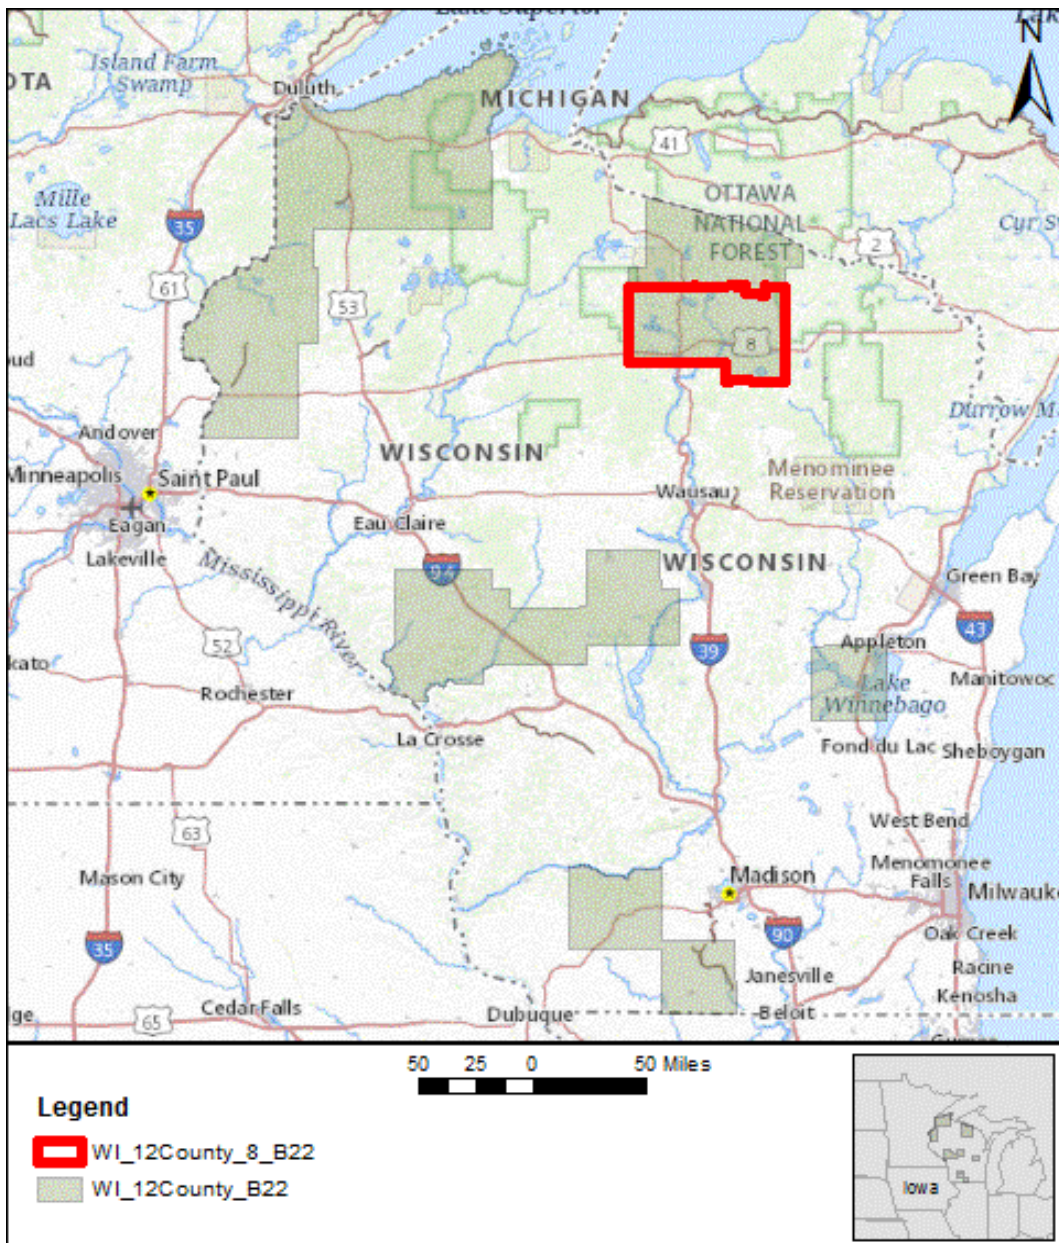 Lake Superior
Island Farm
Swamp
OTA
Duluth
MICHIGAN
N
41
Mille
Lacs Lake
35
OTTAWA
NATIONAL
FOREST
2
61
53
8
Andover
WISCONSIN
Minneapolis
Saint Paul
Menominee
Reservation
Wausau
Eagan
Eau Claire
Lakeville
Mississippi River
94
WISCONSIN
Green Bay
52
39
Appleton
43
kato
Rochester
Lake
Winnebago
Manitowoc
La Crosse
Fond du Lac
Sheboygan
63
West Bend
Mason City
Madison
Menomonee
Falls
Milwauk
35
90
Oak Creek
Janesville
Racine
Cedar Falls
Kenosha
65
Dubuque
Beloit
50 25 0 50 Miles
Legend
WI_12County_8_B22
WI_12County_B22
Iowa